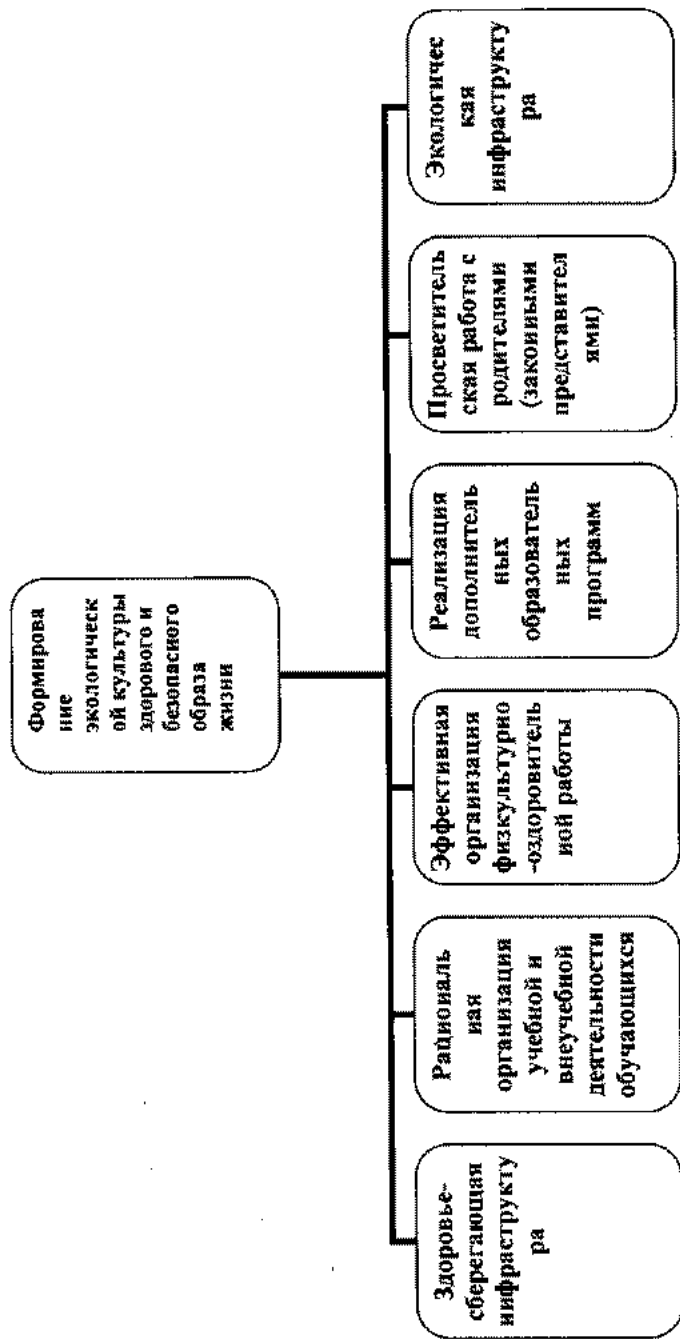 Формирова
ние
экологическ
ой культуры
здорового и
безопасного
образа
жизни
Здоровье-
сберегающая
инфраструкту
ра
Рациональ
ная
организация
учебной и
внеучебной
деятельности
обучающихся
Эффективная
организация
физкультурно
-оздоровитель
ной работы
Реализация
дополнитель
ных
образователь
ных
программ
Просветитель
ская работа с
родителями
(законными
представител
ями)
Экологичес
кая
инфраструкту
ра